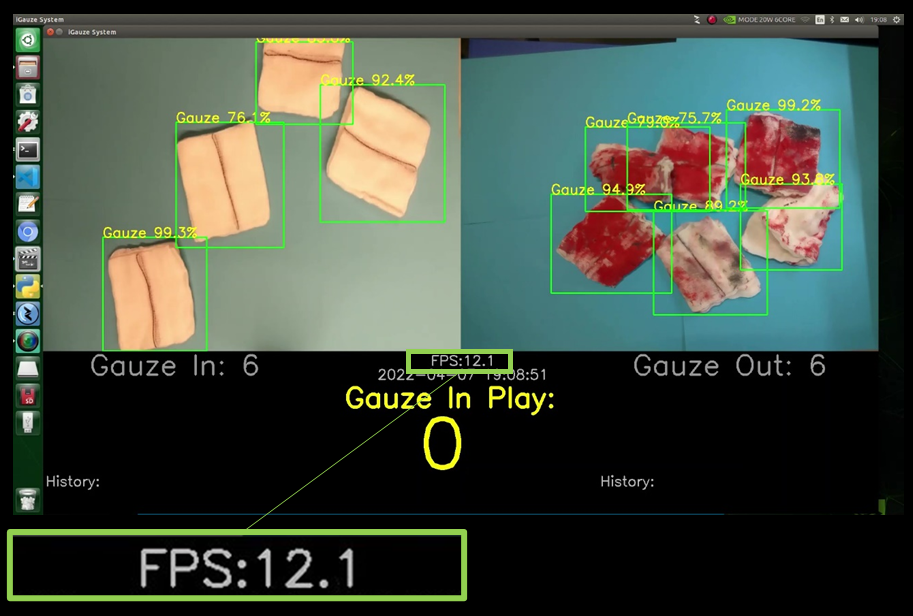 iGauze System
MODE 20W 6CORE
En
19:08
iGauze System
Gauze 92.4%
Gauze 76.1%
Gauze 99.3%
Gauze 99.2%
Gauze 75.7%
Gauze
Gauze 93.8%
Gauze 94.9%
Gauze 89.2%
Gauze In: 6
FPS:12.1
Gauze Out: 6
2022-04-07 19:08:51
Gauze In Play:
0
History:
History:
SD
FPS:12.1